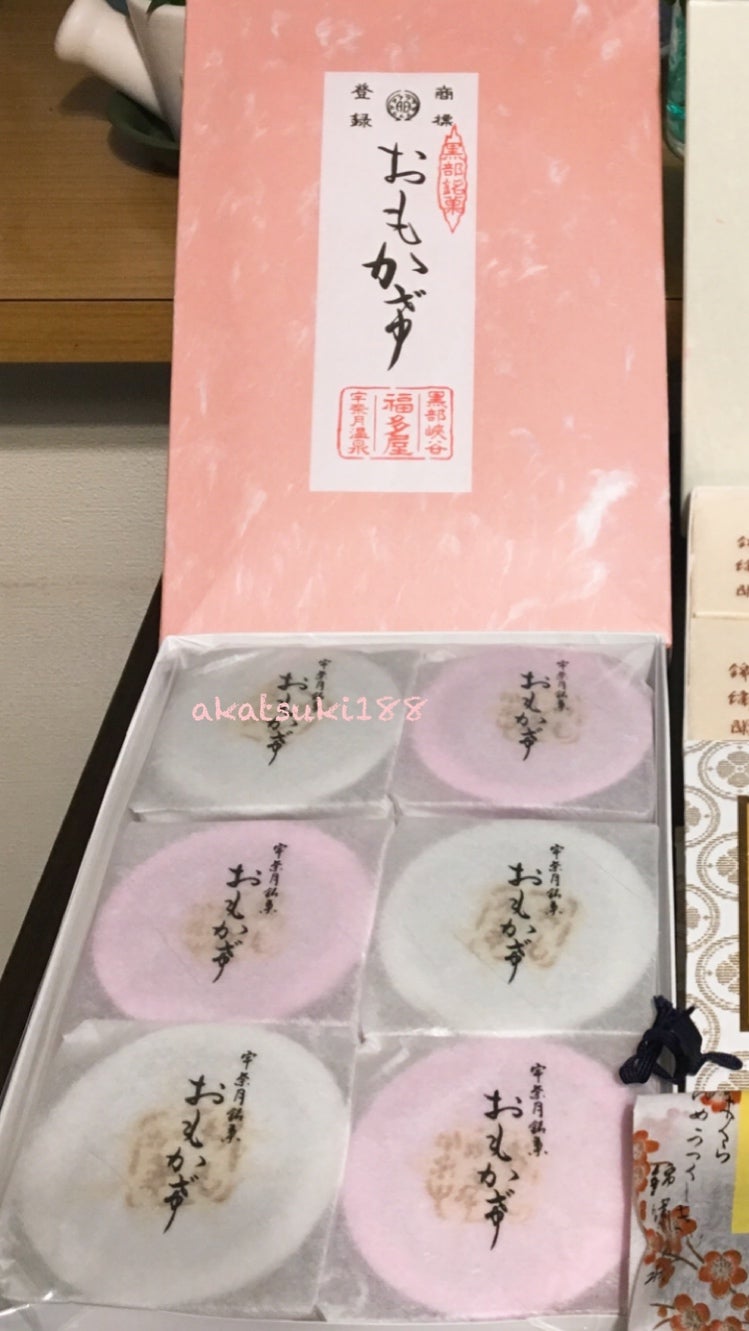 商標
登録
黒部銘菓
おもかげ
黒部峡谷
福多屋
宇奈月温泉
宇奈月銘菓
おもかげ
宇奈月銘菓
おもかげ
akatsuki188
宇奈月銘菓
おもかげ
宇奈月銘菓
おもかげ
宇奈月銘菓
おもかげ
宇奈月銘菓
おもかげ